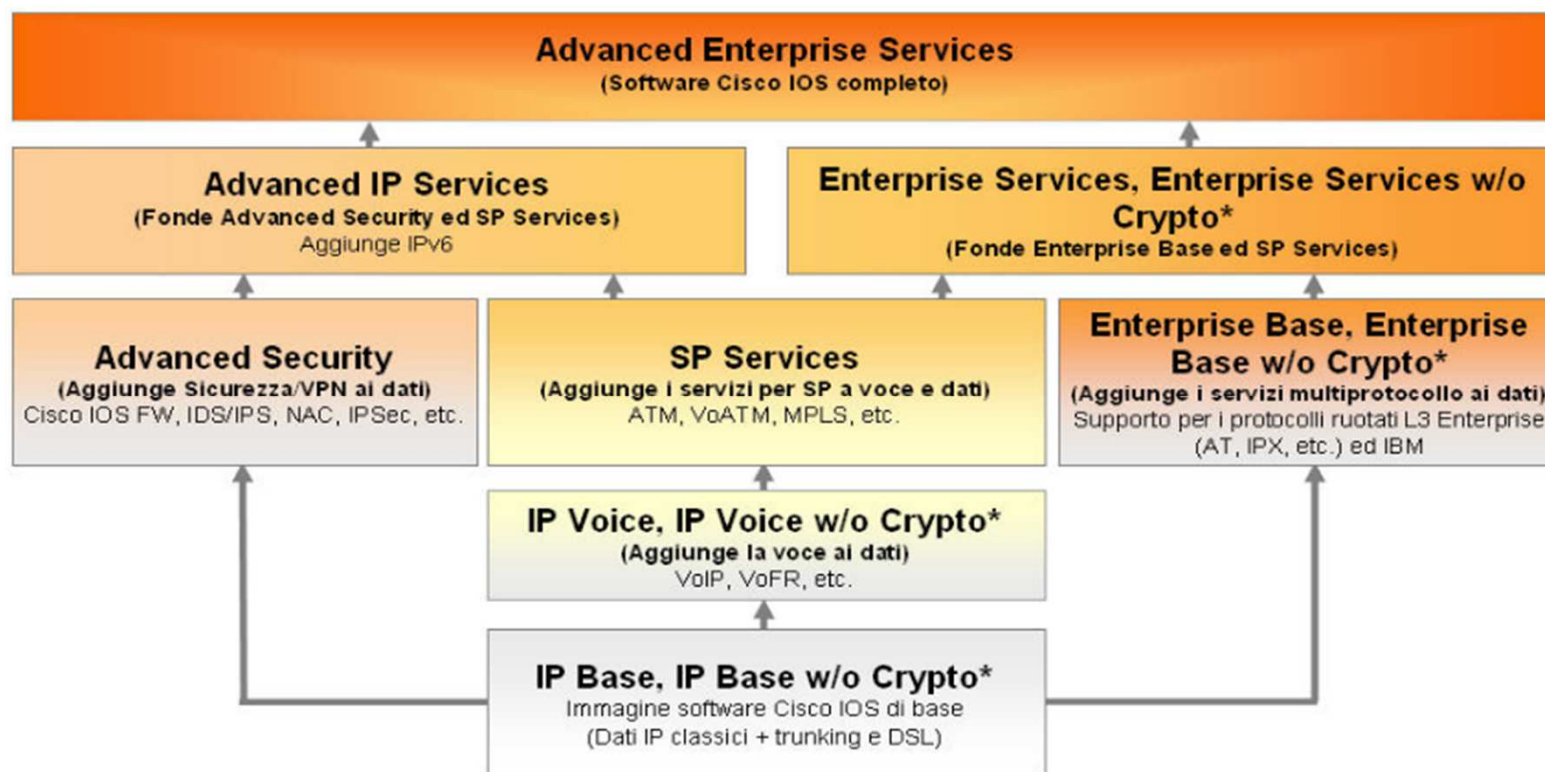 Advanced Enterprise Services
(Software Cisco IOS completo)
Advanced IP Services
(Fonde Advanced Security ed SP Services)
Aggiunge IPv6
Enterprise Services, Enterprise Services w/o
Crypto*
(Fonde Enterprise Base ed SP Services)
Advanced Security
(Aggiunge Sicurezza/VPN ai dati)
Cisco IOS FW, IDS/IPS, NAC, IPSec, etc.
SP Services
(Aggiunge i servizi per SP a voce e dati)
ATM, VoATM, MPLS, etc.
Enterprise Base, Enterprise
Base w/o Crypto*
(Aggiunge i servizi multiprotocollo ai dati)
Supporto per i protocolli ruotati L3 Enterprise
(AT, IPX, etc.) ed IBM
IP Voice, IP Voice w/o Crypto*
(Aggiunge la voce ai dati)
VoIP, VoFR, etc.
IP Base, IP Base w/o Crypto*
Immagine software Cisco IOS di base
(Dati IP classici + trunking e DSL)